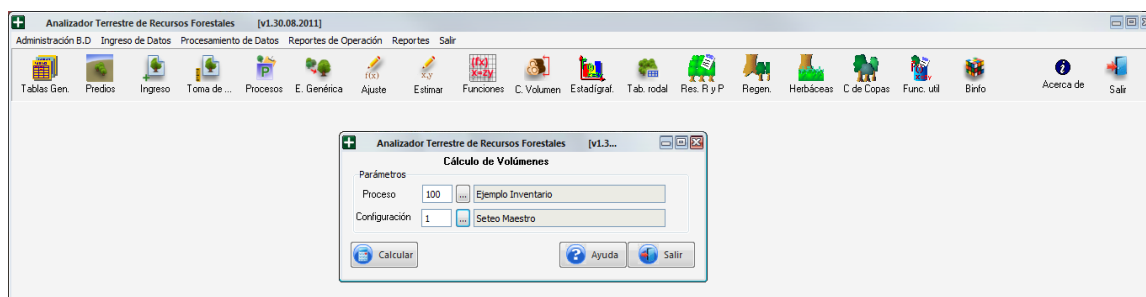 Analizador Terrestre de Recursos Forestales [v1.30.08.2011]
Administración B.D Ingreso de Datos Procesamiento de Datos Reportes de Operación Reportes Salir
f(x) x,y (fx) x+zy
Tablas Gen. Predios Ingreso Toma de ... Procesos E. Genérica Ajuste Estimar Funciones C. Volumen Estadígraf. Tab. rodal Res. R y P Regen. Herbáceas C de Copas Func. util Binfo Acerca de Salir
Analizador Terrestre de Recursos Forestales [v1.3...
Cálculo de Volúmenes
Parámetros
Proceso 100 ... Ejemplo Inventario
Configuración 1 ... Seteo Maestro
Calcular Ayuda Salir